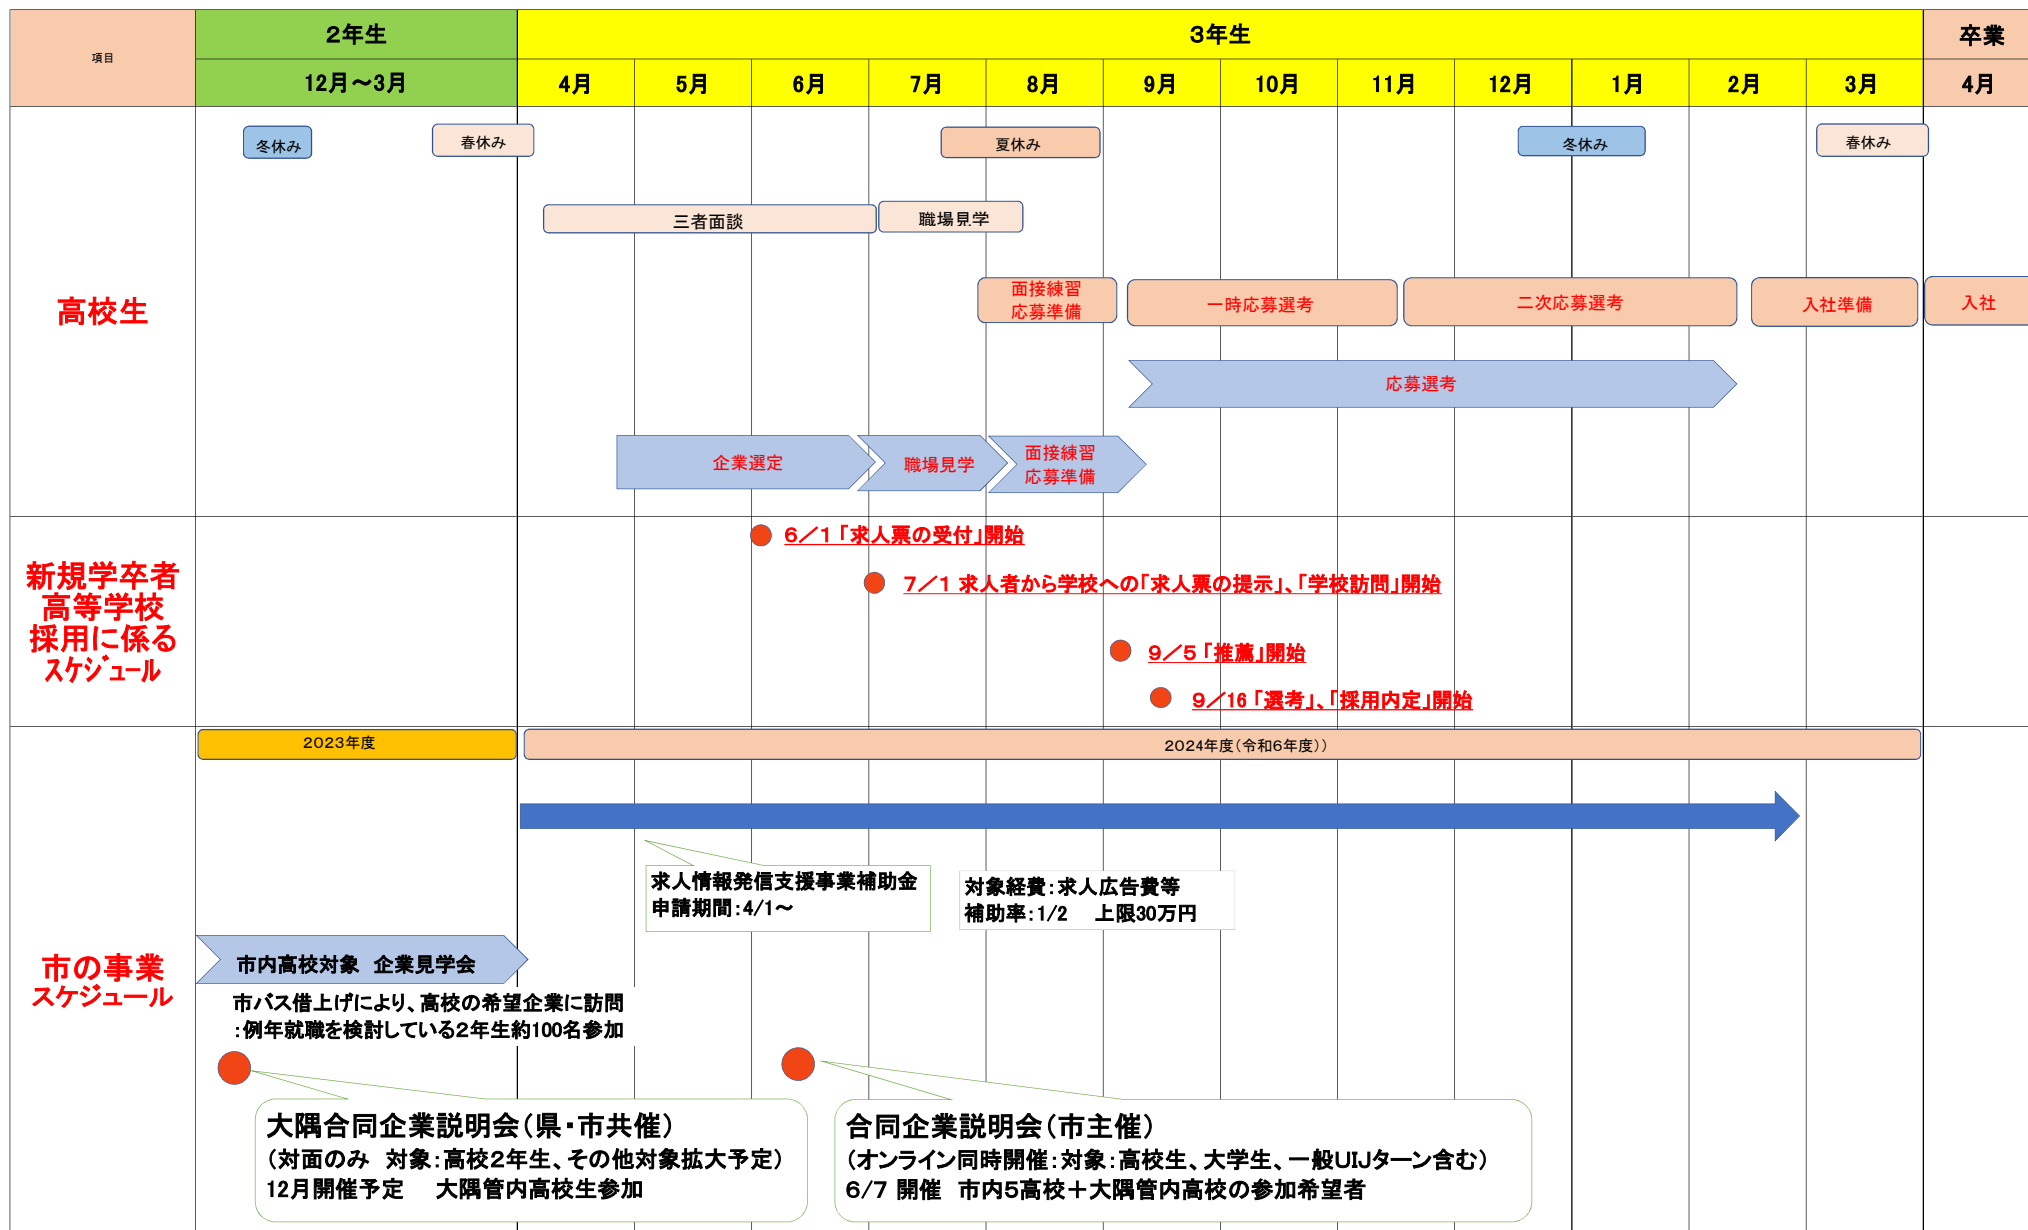 項目
2年生
3年生
卒業
12月～3月
4月
5月
6月
7月
8月
9月
10月
11月
12月
1月
2月
3月
4月
高校生
冬休み
春休み
夏休み
冬休み
春休み
三者面談
職場見学
面接練習
応募準備
一時応募選考
二次応募選考
入社準備
入社
応募選考
企業選定
職場見学
面接練習
応募準備
新規学卒者
高等学校
採用に係る
スケジュール
6／1「求人票の受付」開始
7／1 求人者から学校への「求人票の提示」、「学校訪問」開始
9／5「推薦」開始
9／16「選考」、「採用内定」開始
市の事業
スケジュール
2023年度
2024年度（令和6年度））
求人情報発信支援事業補助金
申請期間：4/1～
対象経費：求人広告費等
補助率：1/2　上限30万円
市内高校対象　企業見学会
市バス借上げにより、高校の希望企業に訪問
：例年就職を検討している2年生約100名参加
大隅合同企業説明会（県・市共催）
（対面のみ　対象：高校2年生、その他対象拡大予定）
12月開催予定　大隅管内高校生参加
合同企業説明会（市主催）
（オンライン同時開催：対象：高校生、大学生、一般UIJターン含む）
6/7 開催　市内5高校＋大隅管内高校の参加希望者